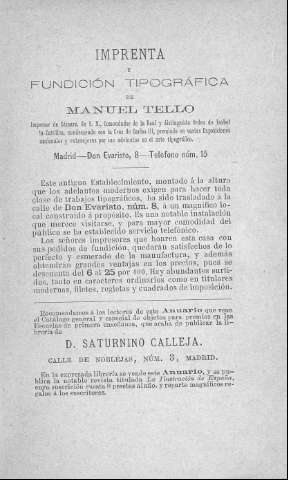 IMPRENTA
Y
FUNDICIÓN TIPOGRÁFICA
DE
MANUEL TELLO
Impresor de Cámara de S. M., Comendador de la Real y distinguida Orden de Isabel
la Católica, condecorado con la Cruz de Carlos III, premiado en varias Exposiciones
nacionales y extranjeras por sus adelantos en el arte tipográfico.
Madrid—Don Evaristo, 8—Teléfono núm. 15
Este antiguo Establecimiento, montado á la altura
que los adelantos modernos exigen para hacer toda
clase de trabajos tipográficos, ha sido trasladado á la
calle de Don Evaristo, núm. 8, á un magnífico lo-
cal construído á propósito. Es una notable instalación
que merece visitarse, y para mayor comodidad del
público se ha establecido servicio telefónico.
Los señores impresores que honren esta casa con
sus pedidos de fundición, quedarán satisfechos de lo
perfecto y esmerado de la manufactura, y además
obtendrán grandes ventajas en los precios, pues se
descuenta del 6 al 25 por 100. Hay abundantes surti-
dos, tanto en caracteres ordinarios como en titulares
modernas, filetes, regletas y cuadrados de imposición.
Recomendamos á los lectores de este Anuario que vean
el Catálogo general y especial de objetos para premios en las
Escuelas de primera enseñanza, que acaba de publicar la li-
brería de
D. SATURNINO CALLEJA.
CALLE DE NOBLEJAS, NÚM. 3, MADRID.
En la expresada librería se vende este Anuario, y se pu-
blica la notable revista titulada La Ilustración de España,
cuya suscrición cuesta 8 pesetas al año, y reparte magníficos re-
galos á los suscritores.